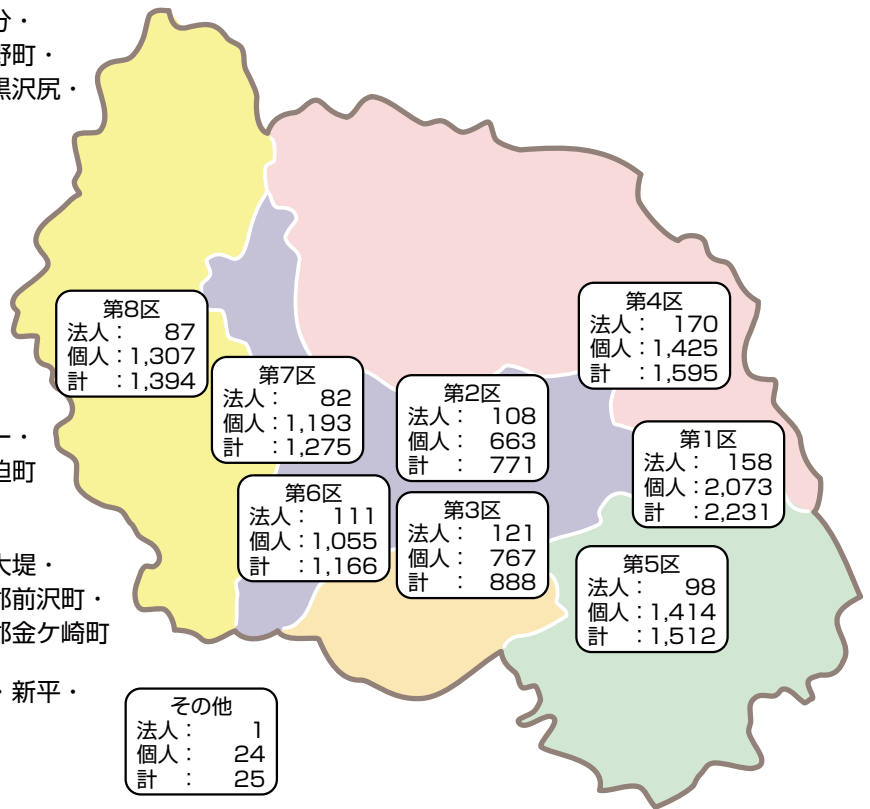 分・
野町・
黒沢尻・
一・
迫町
大堤・
郡前沢町・
郡金ケ崎町
・新平・
第8区
法人： 87
個人：1,307
計 ：1,394
第7区
法人： 82
個人：1,193
計 ：1,275
第2区
法人： 108
個人： 663
計 ： 771
第4区
法人： 170
個人：1,425
計 ：1,595
第1区
法人： 158
個人：2,073
計 ：2,231
第6区
法人： 111
個人：1,055
計 ：1,166
第3区
法人： 121
個人： 767
計 ： 888
第5区
法人： 98
個人：1,414
計 ：1,512
その他
法人： 1
個人： 24
計 ： 25